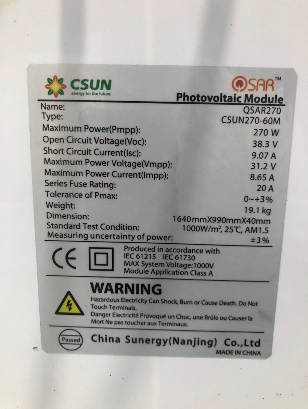 CSUN
energy for the future
QSAR
Photovoltaic Module
Name: QSAR270
Type: CSUN270-60M
Maximum Power(Pmpp) 270 W
Open Circuit Voltage(Voc) 38.3 V
Short Circuit Current(Isc) 9.07 A
Maximum Power Voltage(Vmpp) 31.2 V
Maximum Power Current(Impp) 8.65 A
Series Fuse Rating: 20 A
Tolerance of Pmax: 0~+3%
Weight: 19.1kg
Dimension: 1640mmX990mmX40mm
Standard Test Condition: 1000W/m², 25℃, AM1.5
Measuring uncertainty of power: ±3%
CE
Produced in accordance with
IEC 61215 IEC 61730
MAX System Voltage:1000V
Module Application Class A
WARNING
Hazardous Electricity Can Shock, Burn or Cause Death. Do Not
Touch Terminals.
Danger Electricité Provoqué un Choc, une Brûle ou Causer la
Mort Ne pas toucher aux Terminaux.
Passed
China Sunergy(Nanjing) Co.,Ltd
MADE IN CHINA